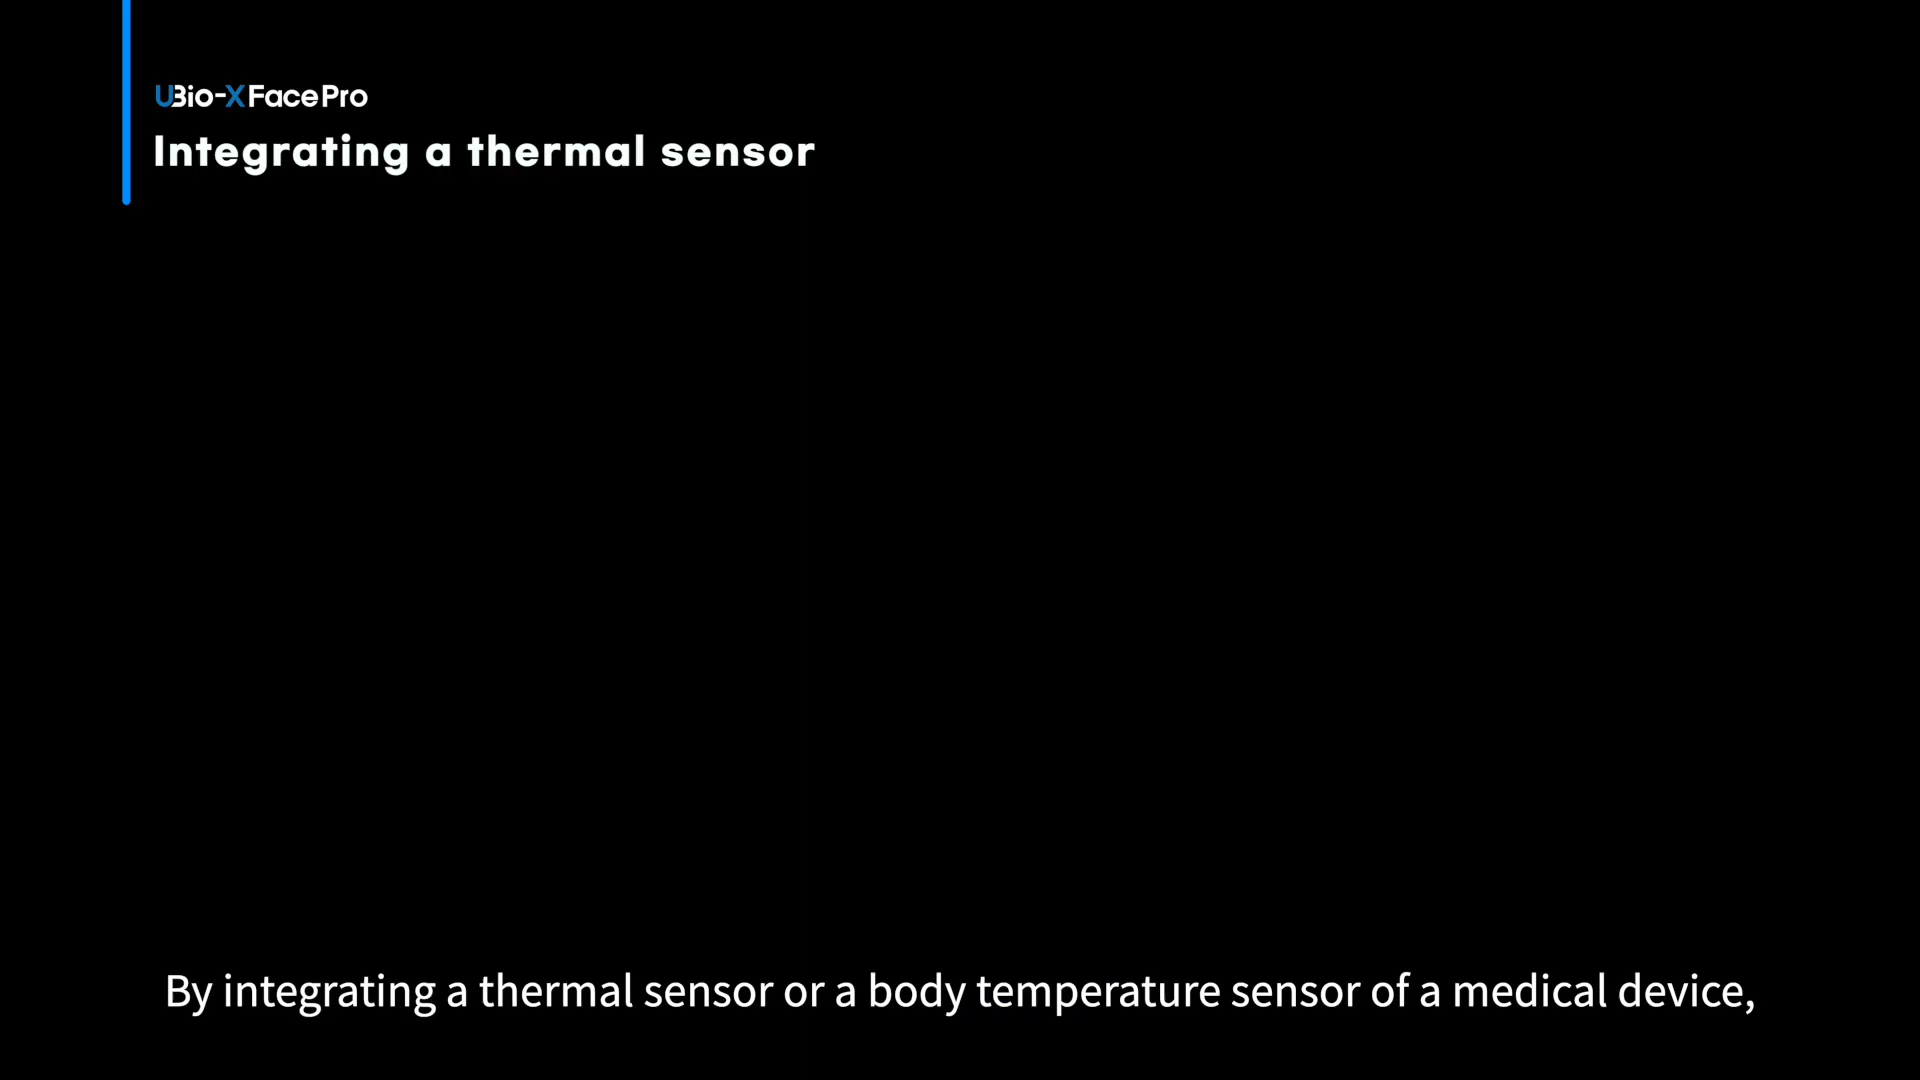 UBio-X Face Pro
Integrating a thermal sensor
By integrating a thermal sensor or a body temperature sensor of a medical device,